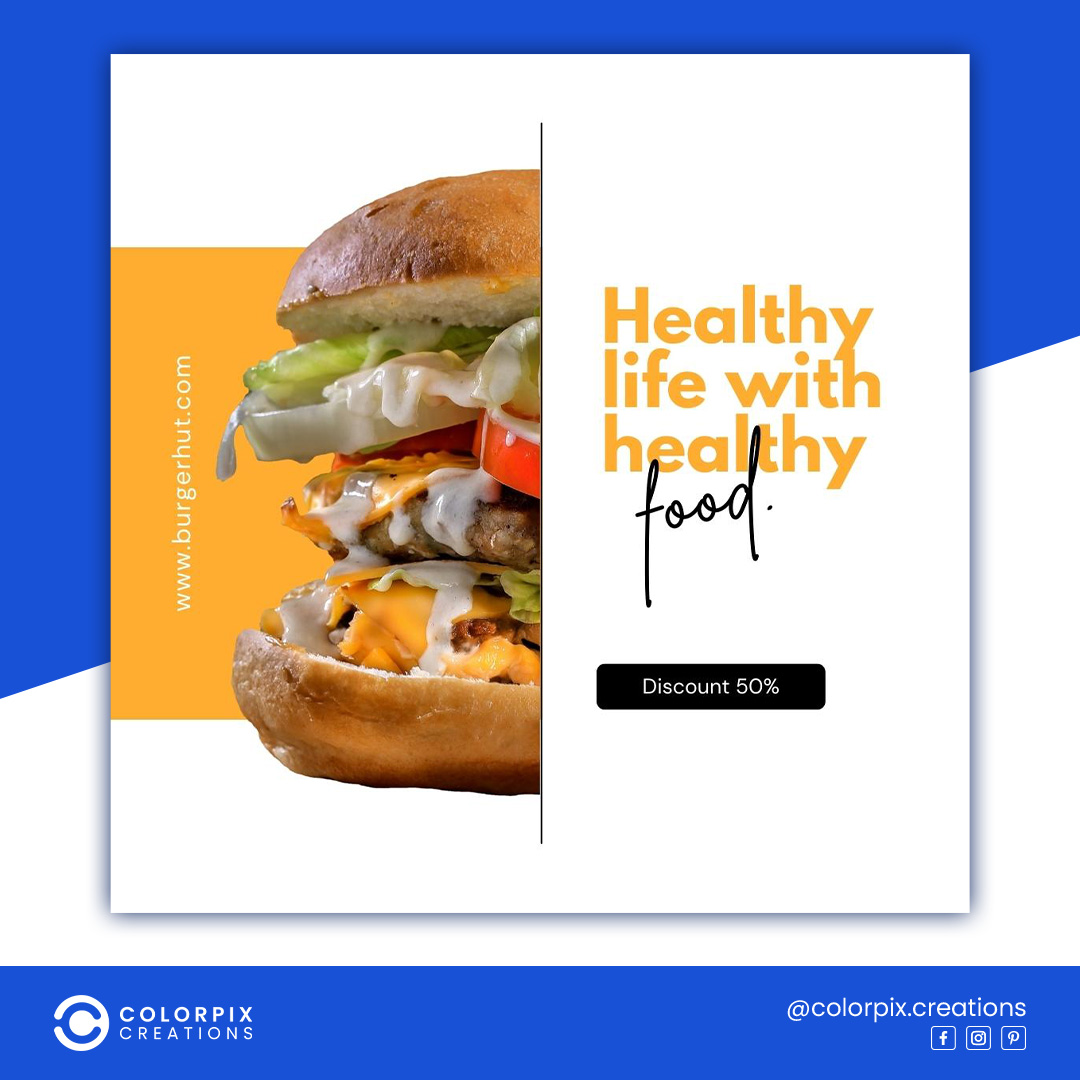 www.burgerhut.com
Healthy
life with
healthy
food.
Discount 50%
COLORPIX
CREATIONS
@colorpix.creations